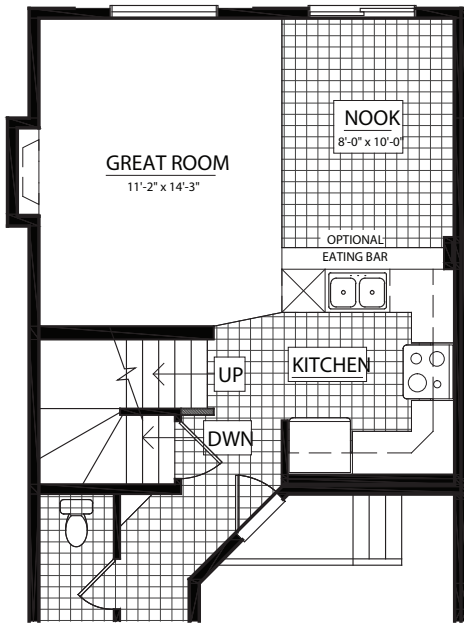 NOOK
8'-0" x 10'-0"
GREAT ROOM
11'-2" x 14'-3"
OPTIONAL
EATING BAR
UP
KITCHEN
DWN